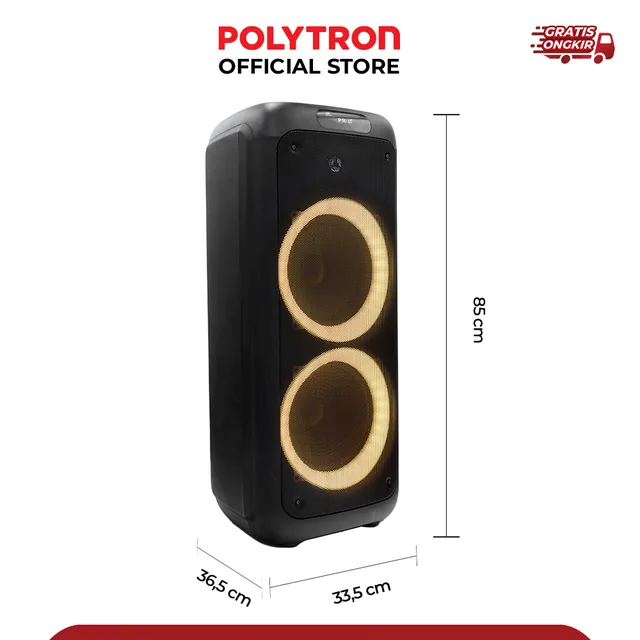 POLYTRON
OFFICIAL STORE
GRATIS
ONGKIR
85 cm
36,5 cm
33,5 cm